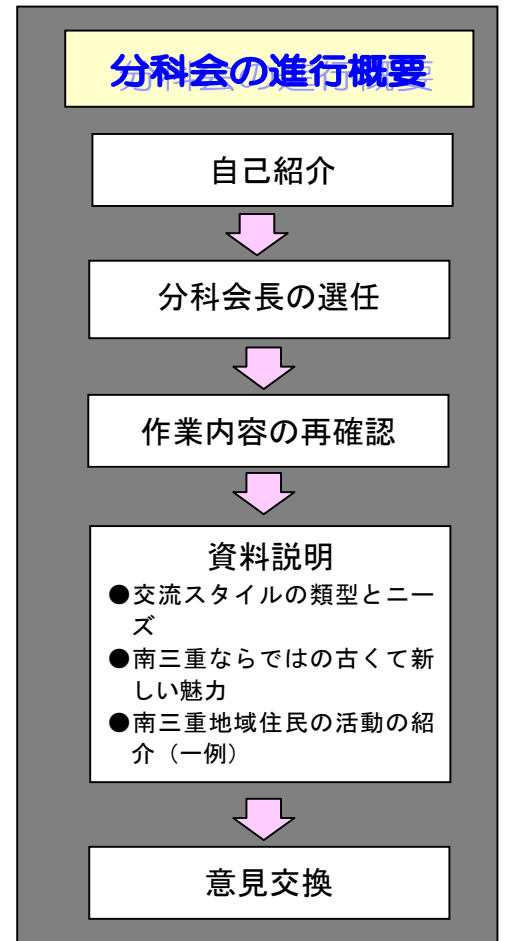 分科会の進行概要
自己紹介
分科会長の選任
作業内容の再確認
資料説明
●交流スタイルの類型とニー
ズ
●南三重ならではの古くて新
しい魅力
●南三重地域住民の活動の紹
介（一例）
意見交換